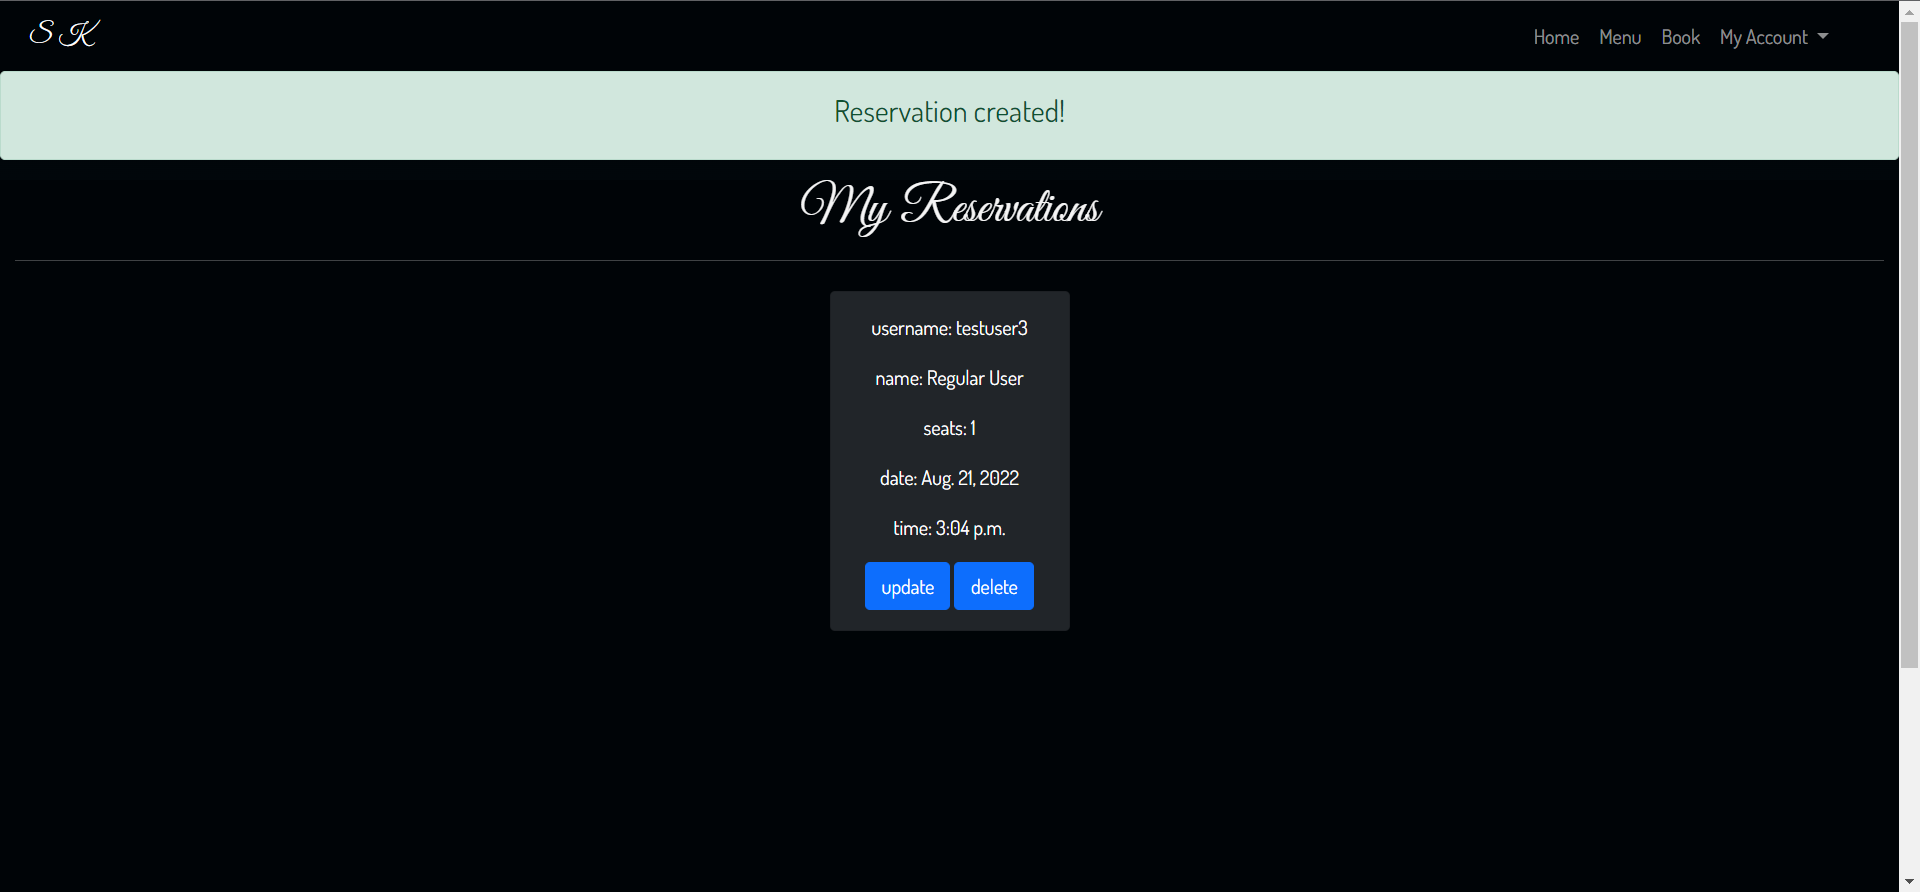 S K
Home Menu Book My Account
Reservation created!
My Reservations
username: testuser3
name: Regular User
seats: 1
date: Aug. 21, 2022
time: 3:04 p.m.
update delete